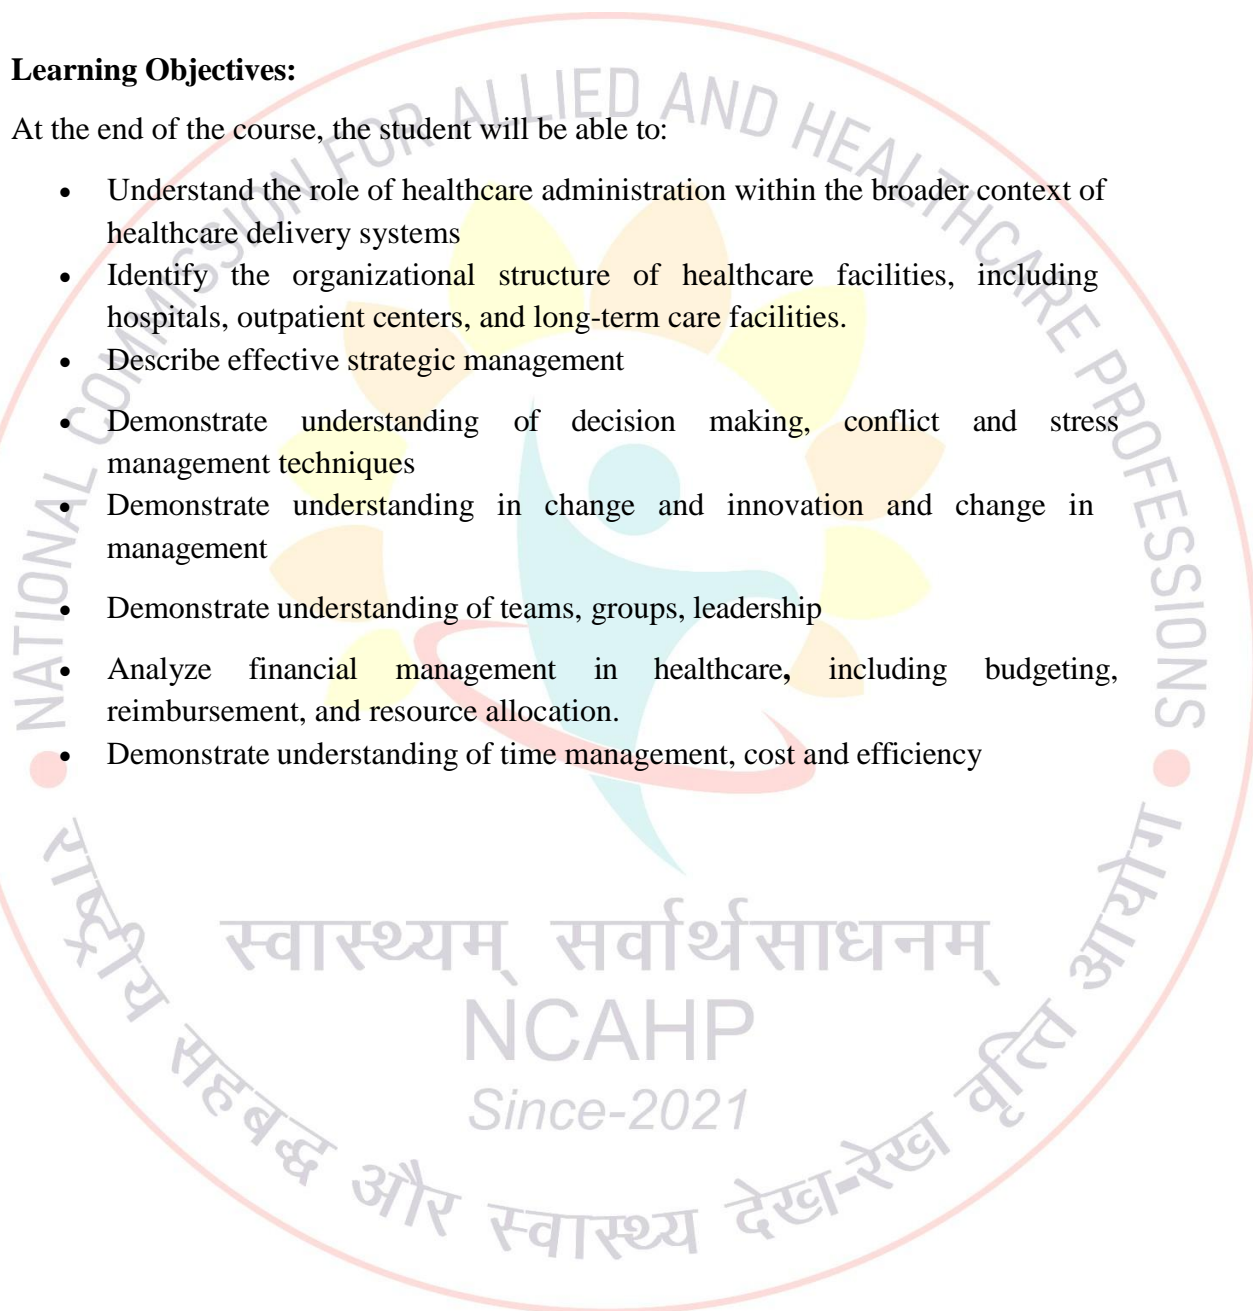 Learning Objectives:
At the end of the course, the student will be able to:
• Understand the role of healthcare administration within the broader context of
healthcare delivery systems
• Identify the organizational structure of healthcare facilities, including
hospitals, outpatient centers, and long-term care facilities.
• Describe effective strategic management
• Demonstrate understanding of decision making, conflict and stress
management techniques
• Demonstrate understanding in change and innovation and change in
management
• Demonstrate understanding of teams, groups, leadership
• Analyze financial management in healthcare, including budgeting,
reimbursement, and resource allocation.
• Demonstrate understanding of time management, cost and efficiency
NATIONAL COMMISSION FOR ALLIED AND HEALTHCARE PROFESSIONS
स्वास्थ्यम् सर्वार्थसाधनम्
NCAHP
Since-2021
राष्ट्रीय सहबद्ध और स्वास्थ्य देख-रेख वृत्ति आयोग